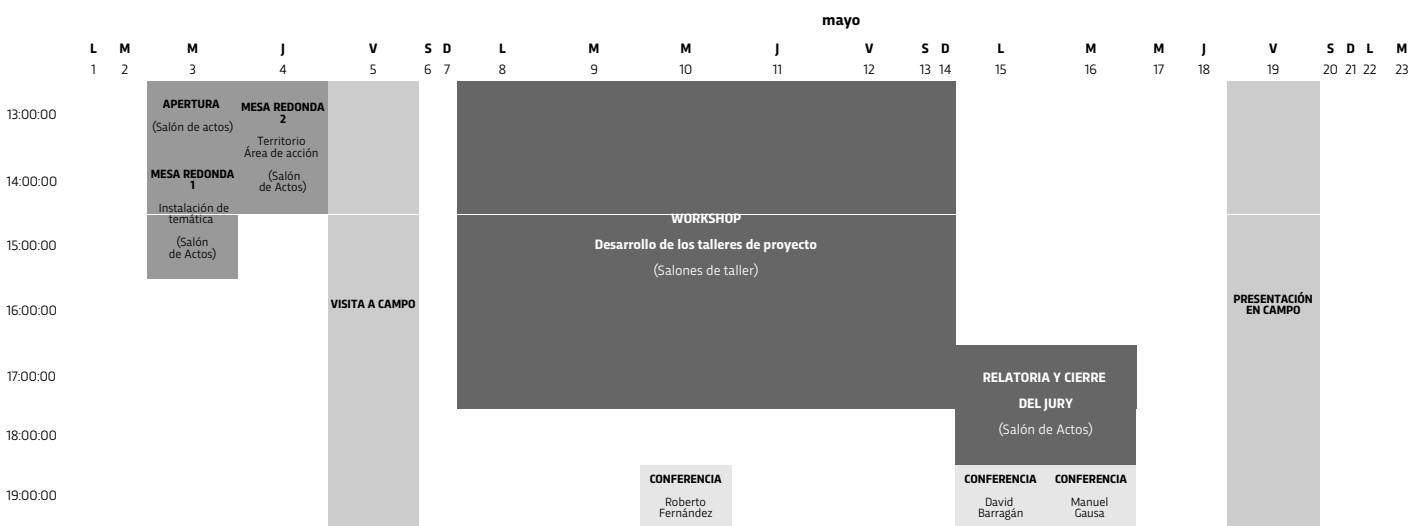 mayo
L M M J V S D L M M J V S D L M M J V S D L M
1 2 3 4 5 6 7 8 9 10 11 12 13 14 15 16 17 18 19 20 21 22 23
13:00:00
14:00:00
15:00:00
16:00:00
17:00:00
18:00:00
19:00:00
APERTURA
(Salón de actos)
MESA REDONDA
1
Instalación de
temática
(Salón
de Actos)
MESA REDONDA
2
Territorio
Área de acción
(Salón
de Actos)
VISITA A CAMPO
WORKSHOP
Desarrollo de los talleres de proyecto
(Salones de taller)
CONFERENCIA
Roberto
Fernández
RELATORIA Y CIERRE
DEL JURY
(Salón de Actos)
CONFERENCIA
David
Barragán
CONFERENCIA
Manuel
Gausa
PRESENTACIÓN
EN CAMPO